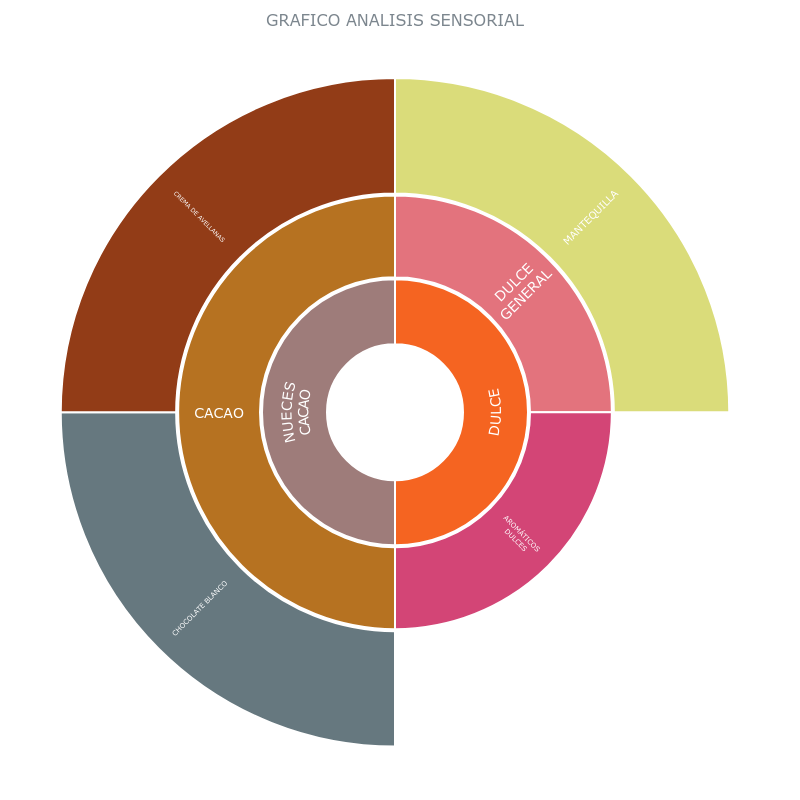 GRAFICO ANALISIS SENSORIAL
CREMA DE AVELLANAS
MANTEQUILLA
DULCE
GENERAL
CACAO
NUECES
CACAO
DULCE
AROMÁTICOS
DULCES
CHOCOLATE BLANCO